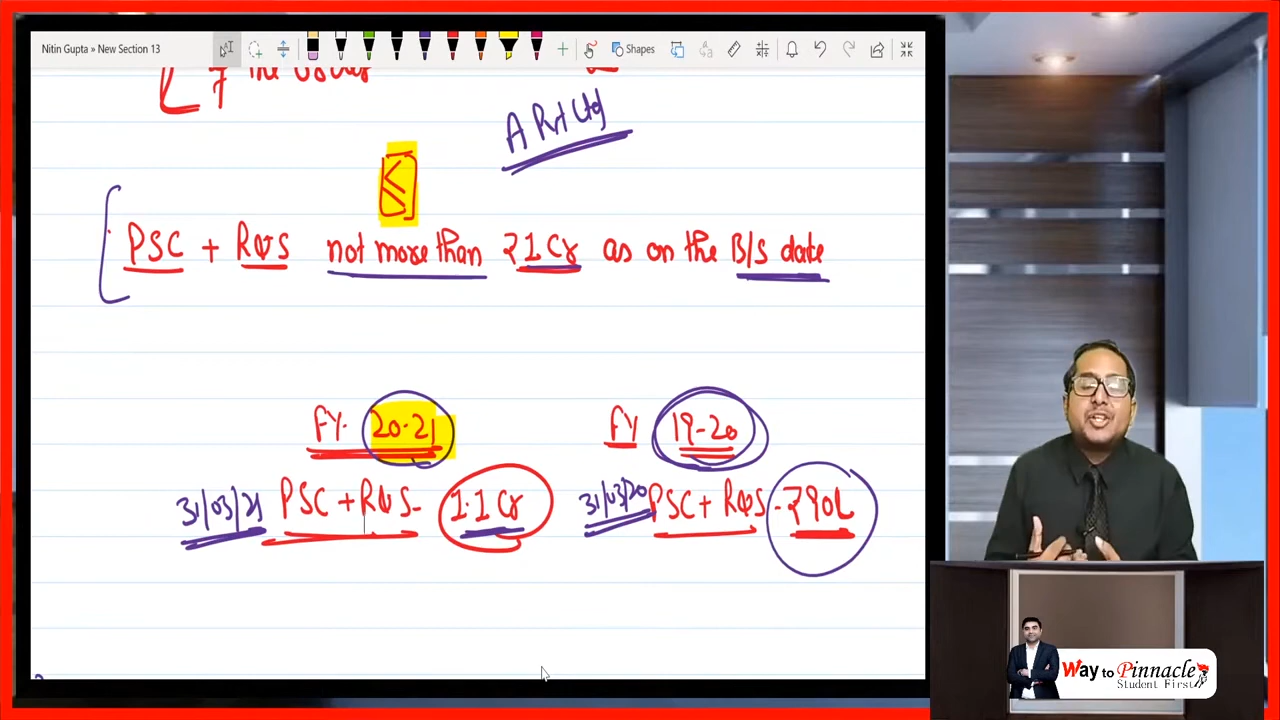 Nitin Gupta » New Section 13
Shapes
A Pvt Ltd
≤
PSC + R&S not more than ₹1 Cr as on the B/S date
FY. 20-21
FY 19-20
31/03/21 PSC + R&S - 1.1 Cr
31/03/20 PSC + R&S - ₹90L
Way to Pinnacle
Student First